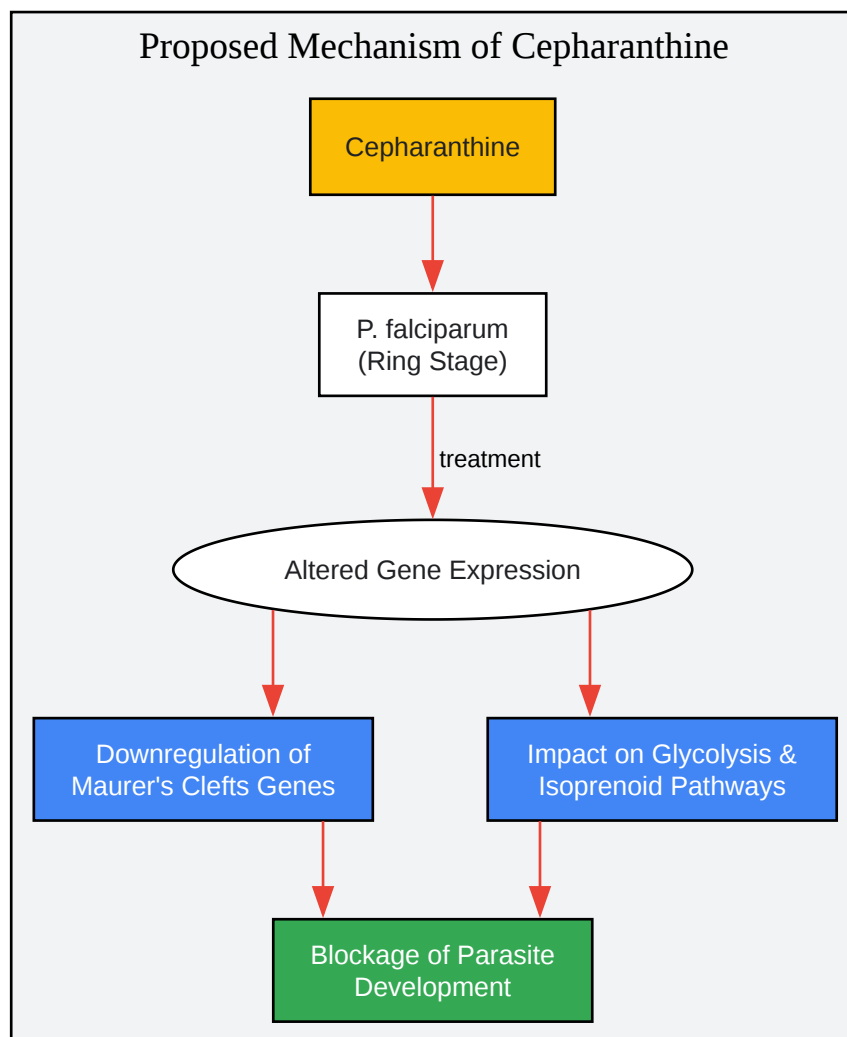 Proposed Mechanism of Cepharanthine
Cepharanthine
P. falciparum
(Ring Stage)
treatment
Altered Gene Expression
Downregulation of
Maurer's Clefts Genes
Impact on Glycolysis &
Isoprenoid Pathways
Blockage of Parasite
Development